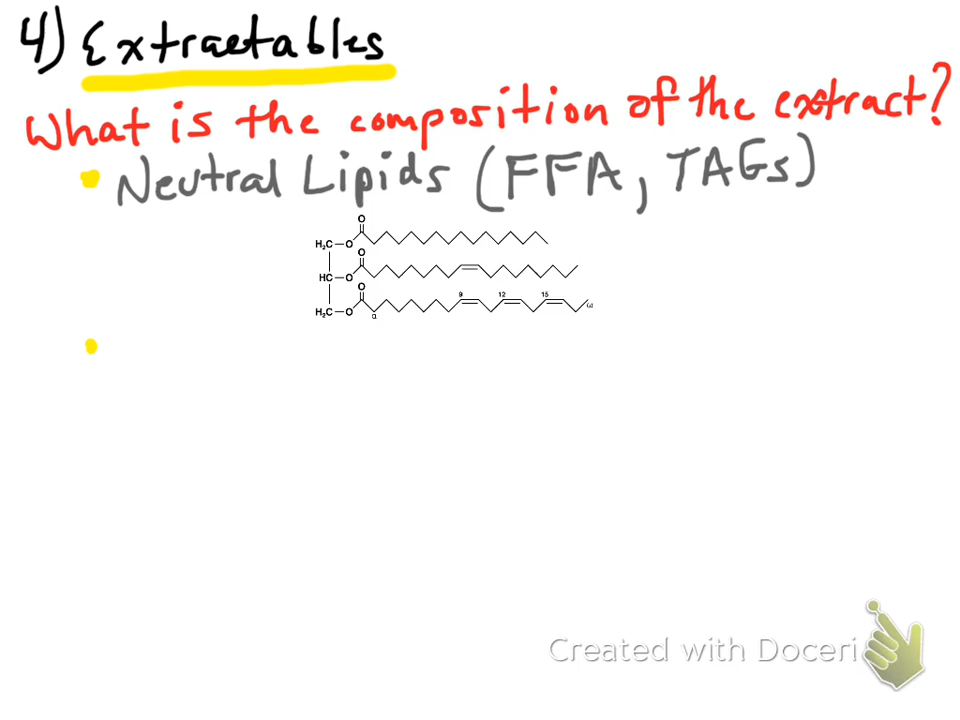 4) Extractables
What is the composition of the extract?
• Neutral Lipids (FFA, TAGs)
O
H₂C—O
O
HC—O
O
9 12 15
H₂C—O
α ω
•
Created with Doceri